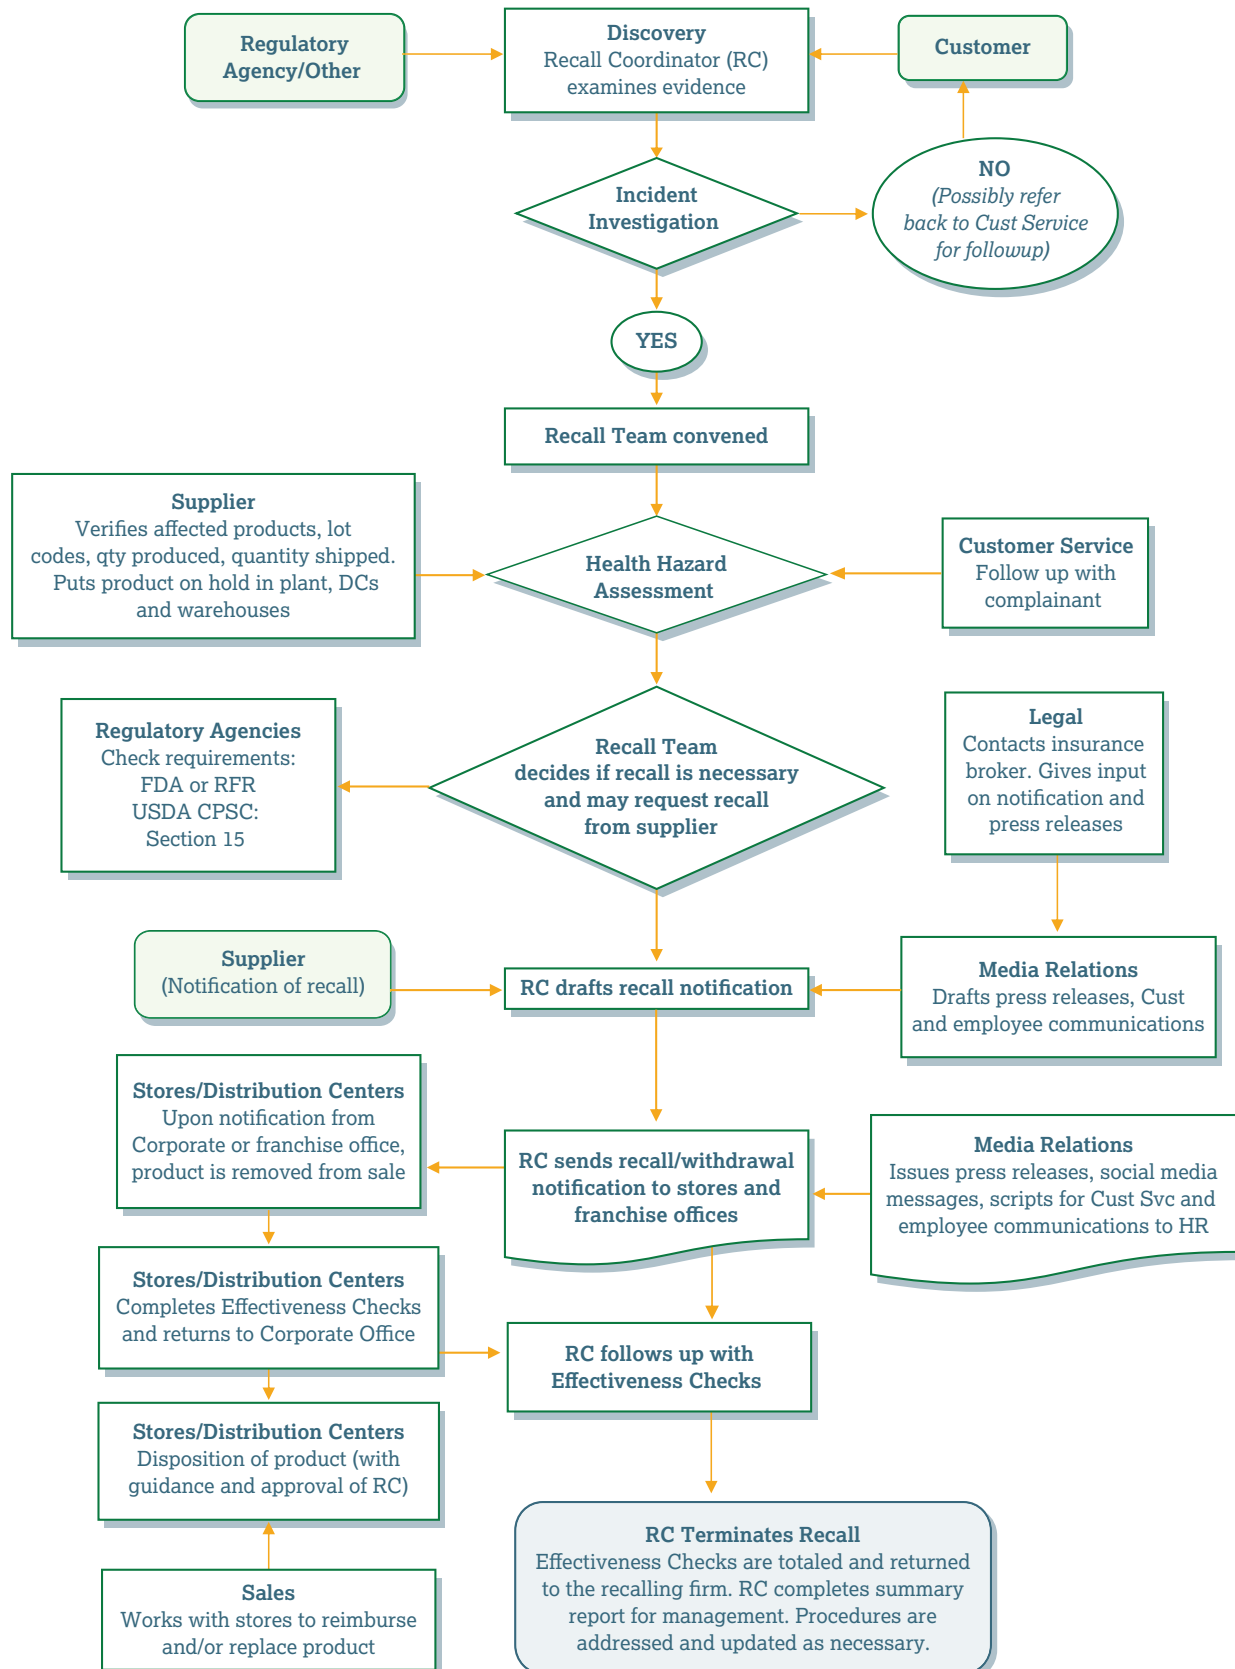 Regulatory
Agency/Other
Discovery
Recall Coordinator (RC)
examines evidence
Customer
Incident
Investigation
NO
(Possibly refer
back to Cust Service
for followup)
YES
Recall Team convened
Supplier
Verifies affected products, lot
codes, qty produced, quantity shipped.
Puts product on hold in plant, DCs
and warehouses
Health Hazard
Assessment
Customer Service
Follow up with
complainant
Regulatory Agencies
Check requirements:
FDA or RFR
USDA CPSC:
Section 15
Recall Team
decides if recall is necessary
and may request recall
from supplier
Legal
Contacts insurance
broker. Gives input
on notification and
press releases
Supplier
(Notification of recall)
RC drafts recall notification
Media Relations
Drafts press releases, Cust
and employee communications
Stores/Distribution Centers
Upon notification from
Corporate or franchise office,
product is removed from sale
RC sends recall/withdrawal
notification to stores and
franchise offices
Media Relations
Issues press releases, social media
messages, scripts for Cust Svc and
employee communications to HR
Stores/Distribution Centers
Completes Effectiveness Checks
and returns to Corporate Office
RC follows up with
Effectiveness Checks
Stores/Distribution Centers
Disposition of product (with
guidance and approval of RC)
Sales
Works with stores to reimburse
and/or replace product
RC Terminates Recall
Effectiveness Checks are totaled and returned
to the recalling firm. RC completes summary
report for management. Procedures are
addressed and updated as necessary.